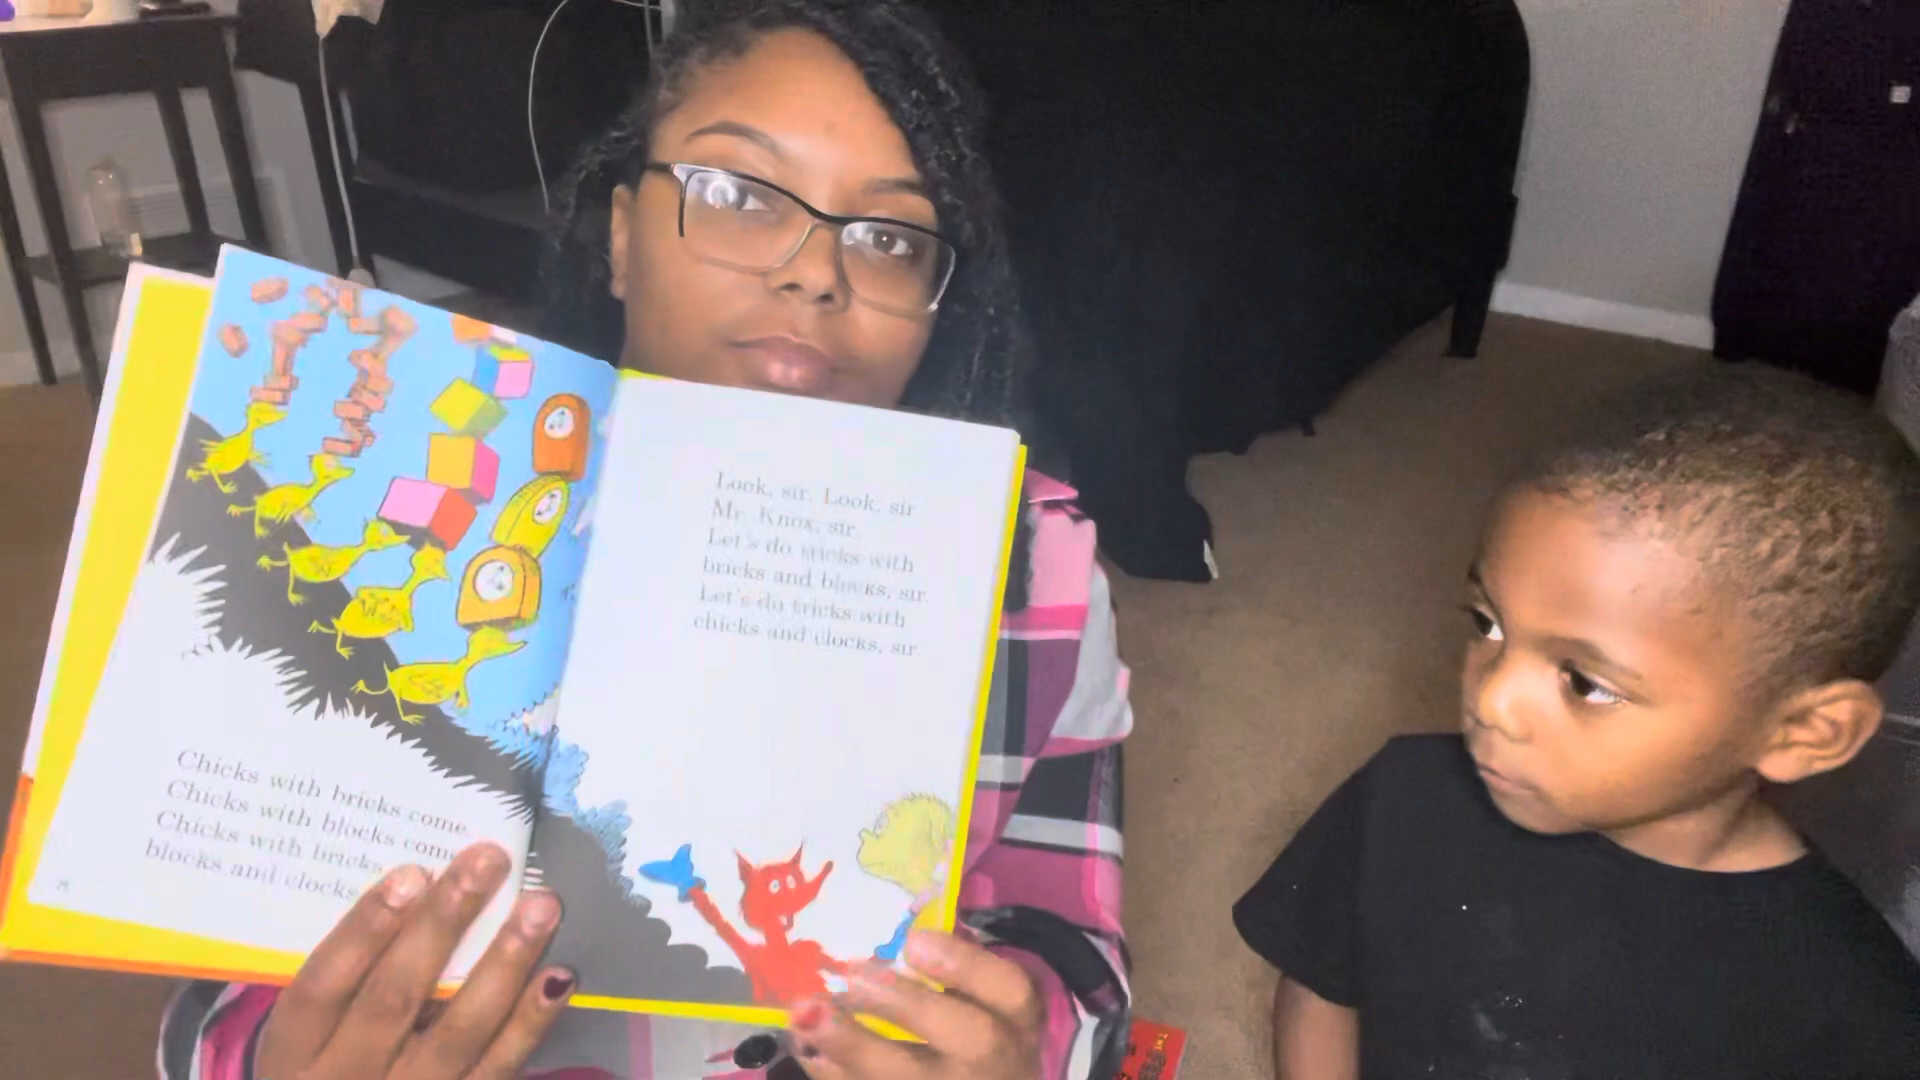 Chicks with bricks come.
Chicks with blocks come.
Chicks with bricks
blocks and clocks
Look, sir. Look, sir
Mr. Knox, sir.
Let's do tricks with
bricks and blocks, sir.
Let's do tricks with
chicks and clocks, sir.
THE